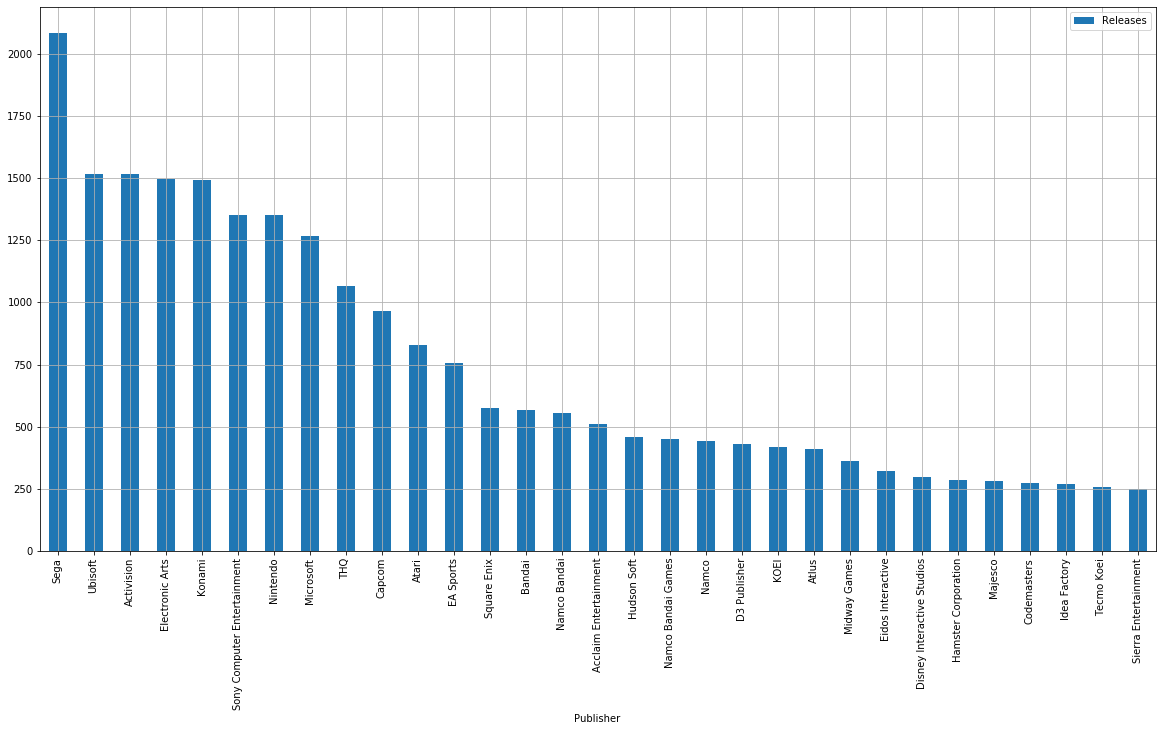 Releases
2000
1750
1500
1250
1000
750
500
250
0
Sega
Ubisoft
Activision
Electronic Arts
Konami
Sony Computer Entertainment
Nintendo
Microsoft
THQ
Capcom
Atari
EA Sports
Square Enix
Bandai
Namco Bandai
Acclaim Entertainment
Hudson Soft
Namco Bandai Games
Namco
D3 Publisher
KOEI
Atlus
Midway Games
Eidos Interactive
Disney Interactive Studios
Hamster Corporation
Majesco
Codemasters
Idea Factory
Tecmo Koei
Sierra Entertainment
Publisher